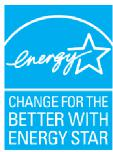 energy
CHANGE FOR THE
BETTER WITH
ENERGY STAR